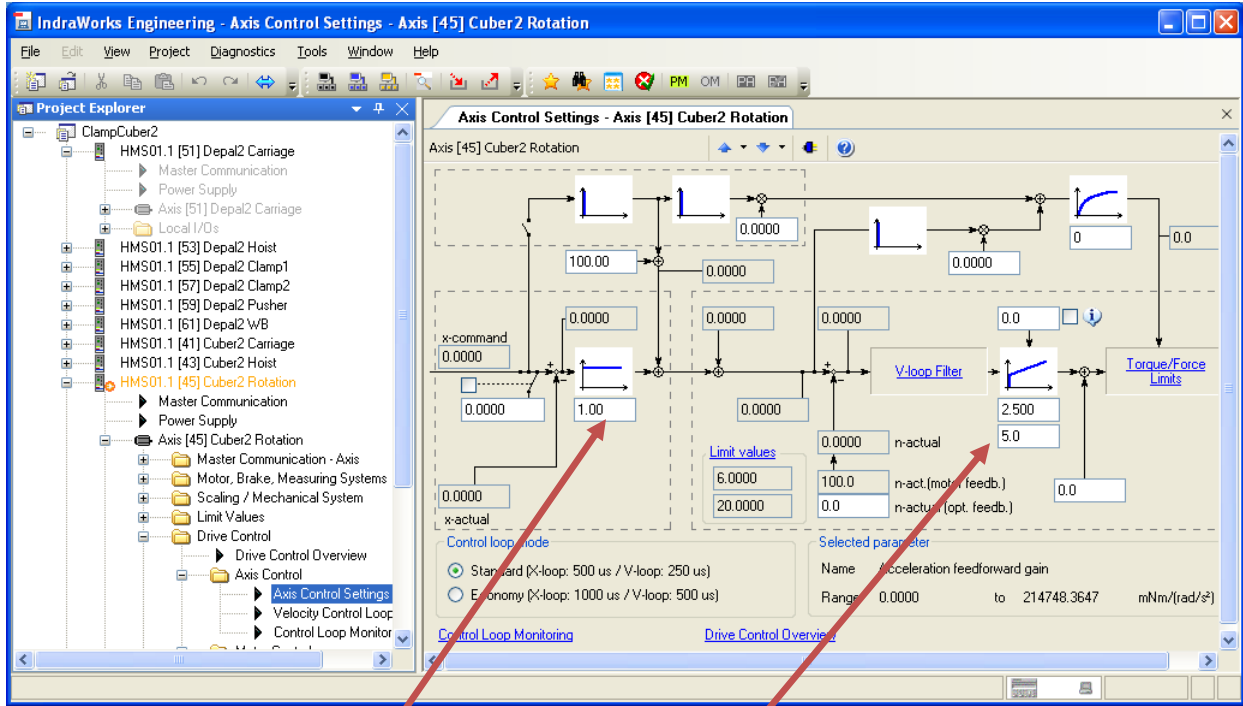 IndraWorks Engineering - Axis Control Settings - Axis [45] Cuber2 Rotation
File Edit View Project Diagnostics Tools Window Help
PM OM
Project Explorer
ClampCuber2
HMS01.1 [51] Depal2 Carriage
Master Communication
Power Supply
Axis [51] Depal2 Carriage
Local I/Os
HMS01.1 [53] Depal2 Hoist
HMS01.1 [55] Depal2 Clamp1
HMS01.1 [57] Depal2 Clamp2
HMS01.1 [59] Depal2 Pusher
HMS01.1 [61] Depal2 WB
HMS01.1 [41] Cuber2 Carriage
HMS01.1 [43] Cuber2 Hoist
HMS01.1 [45] Cuber2 Rotation
Master Communication
Power Supply
Axis [45] Cuber2 Rotation
Master Communication - Axis
Motor, Brake, Measuring Systems
Scaling / Mechanical System
Limit Values
Drive Control
Drive Control Overview
Axis Control
Axis Control Settings
Velocity Control Loop
Control Loop Monitor
Axis Control Settings - Axis [45] Cuber2 Rotation
Axis [45] Cuber2 Rotation
0.0000
0
0.0
100.00
0.0000
0.0000
0.0000
0.0000
0.0000
0.0
x-command
0.0000
V-loop Filter
Torque/Force
Limits
0.0000
1.00
0.0000
2.500
5.0
0.0000
n-actual
Limit values
6.0000
100.0
n-act.(motor feedb.)
0.0
0.0000
20.0000
0.0
n-actual (opt. feedb.)
x-actual
Control loop mode
Standard (X-loop: 500 us / V-loop: 250 us)
Economy (X-loop: 1000 us / V-loop: 500 us)
Selected parameter
Name Acceleration feedforward gain
Range 0.0000 to 214748.3647 mNm/(rad/s²)
Control Loop Monitoring
Drive Control Overview